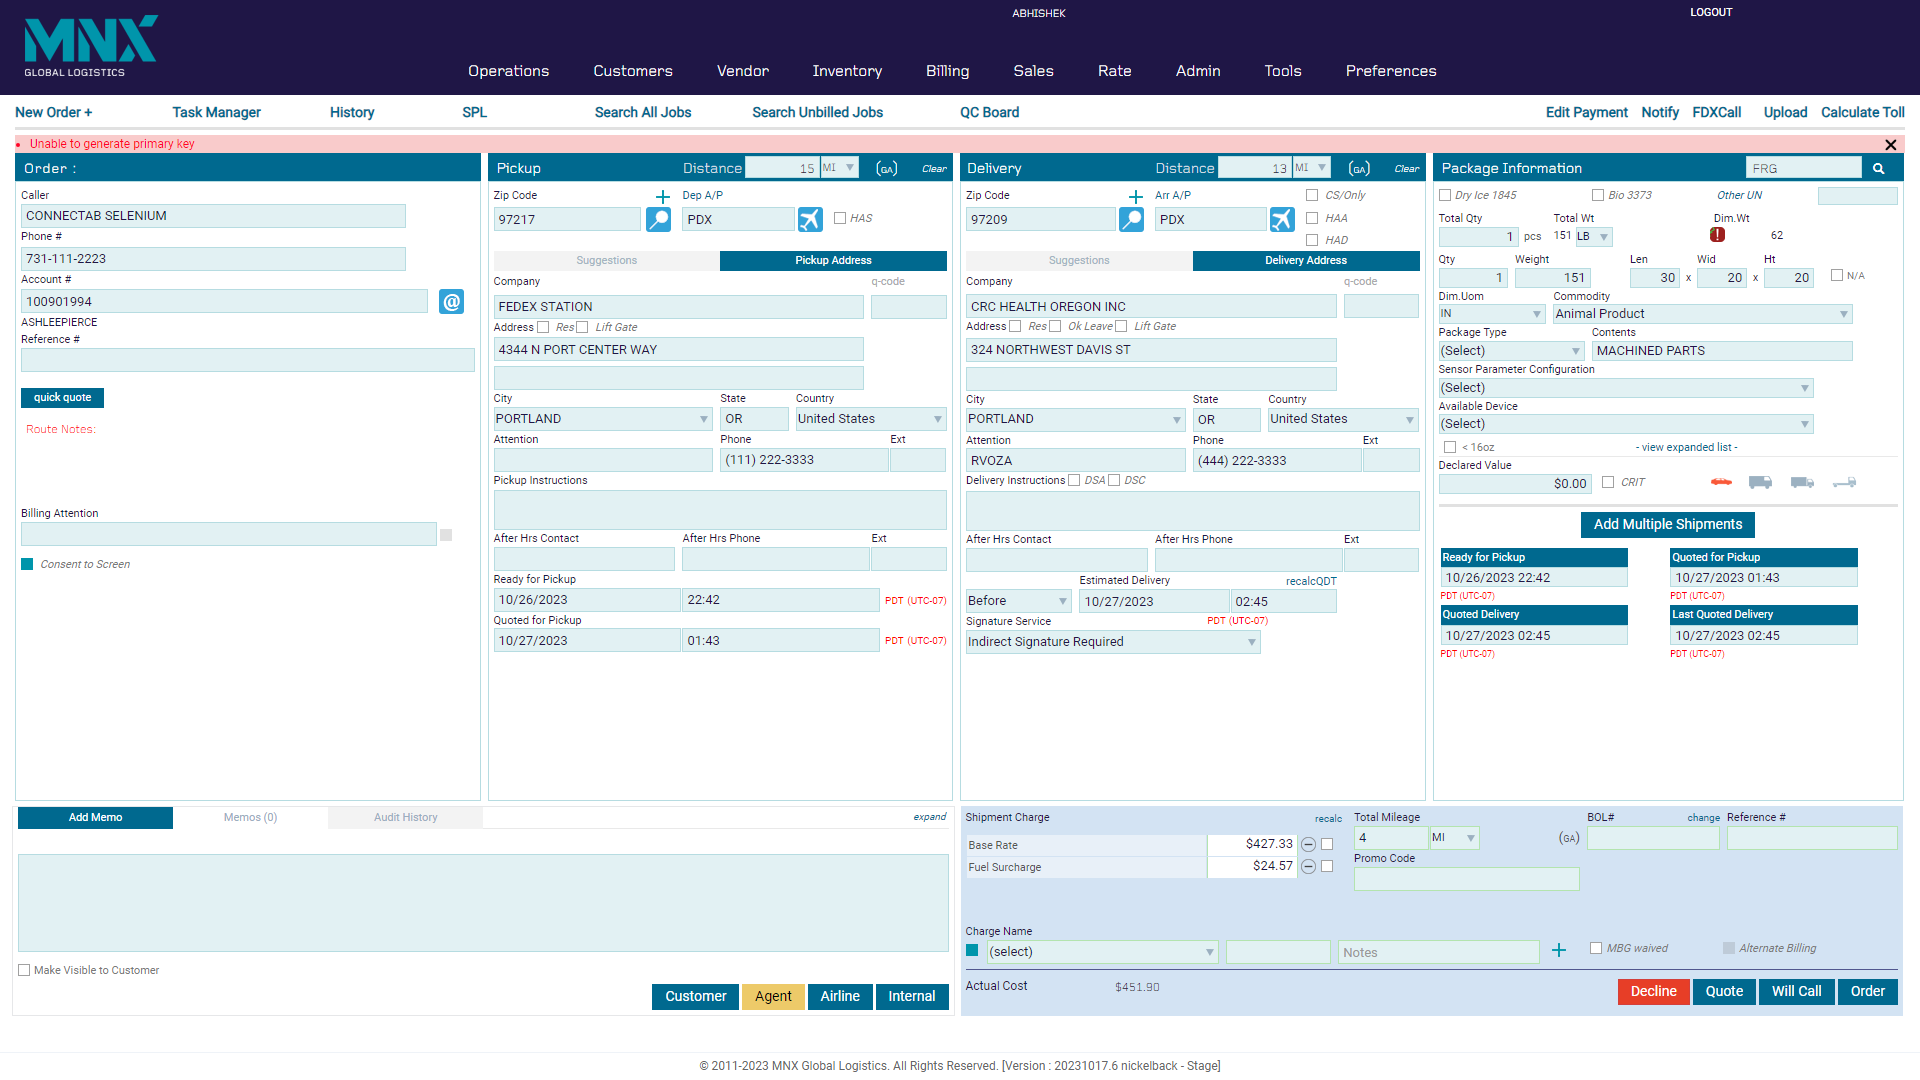 MNX
GLOBAL LOGISTICS
ABHISHEK
LOGOUT
Operations Customers Vendor Inventory Billing Sales Rate Admin Tools Preferences
New Order + Task Manager History SPL Search All Jobs Search Unbilled Jobs QC Board Edit Payment Notify FDXCall Upload Calculate Toll
Unable to generate primary key
Order :
Caller
CONNECTAB SELENIUM
Phone #
731-111-2223
Account #
100901994
@
ASHLEEPIERCE
Reference #
quick quote
Route Notes:
Billing Attention
Consent to Screen
Pickup Distance 15 MI (GA) Clear
Zip Code Dep A/P
97217 PDX HAS
Suggestions Pickup Address
Company q-code
FEDEX STATION
Address Res Lift Gate
4344 N PORT CENTER WAY
City State Country
PORTLAND OR United States
Attention Phone Ext
(111) 222-3333
Pickup Instructions
After Hrs Contact After Hrs Phone Ext
Ready for Pickup
10/26/2023 22:42 PDT (UTC-07)
Quoted for Pickup
10/27/2023 01:43 PDT (UTC-07)
Delivery Distance 13 MI (GA) Clear
Zip Code Arr A/P CS/Only
97209 PDX HAA
HAD
Suggestions Delivery Address
Company q-code
CRC HEALTH OREGON INC
Address Res Ok Leave Lift Gate
324 NORTHWEST DAVIS ST
City State Country
PORTLAND OR United States
Attention Phone Ext
RVOZA (444) 222-3333
Delivery Instructions DSA DSC
After Hrs Contact After Hrs Phone Ext
Estimated Delivery recalcQDT
Before 10/27/2023 02:45
Signature Service PDT (UTC-07)
Indirect Signature Required
Package Information FRG
Dry Ice 1845 Bio 3373 Other UN
Total Qty Total Wt Dim.Wt
1 pcs 151 LB 62
Qty Weight Len Wid Ht
1 151 30 x 20 x 20 N/A
Dim.Uom Commodity
IN Animal Product
Package Type Contents
(Select) MACHINED PARTS
Sensor Parameter Configuration
(Select)
Available Device
(Select)
< 16oz - view expanded list -
Declared Value
$0.00 CRIT
Add Multiple Shipments
Ready for Pickup Quoted for Pickup
10/26/2023 22:42 10/27/2023 01:43
PDT (UTC-07) PDT (UTC-07)
Quoted Delivery Last Quoted Delivery
10/27/2023 02:45 10/27/2023 02:45
PDT (UTC-07) PDT (UTC-07)
Add Memo Memos (0) Audit History expand
Make Visible to Customer
Customer Agent Airline Internal
Shipment Charge recalc Total Mileage BOL# change Reference #
4 MI (GA)
Base Rate $427.33
Fuel Surcharge $24.57
Promo Code
Charge Name
(select) Notes MBG waived Alternate Billing
Actual Cost $451.90
Decline Quote Will Call Order
© 2011-2023 MNX Global Logistics. All Rights Reserved. [Version : 20231017.6 nickelback - Stage]